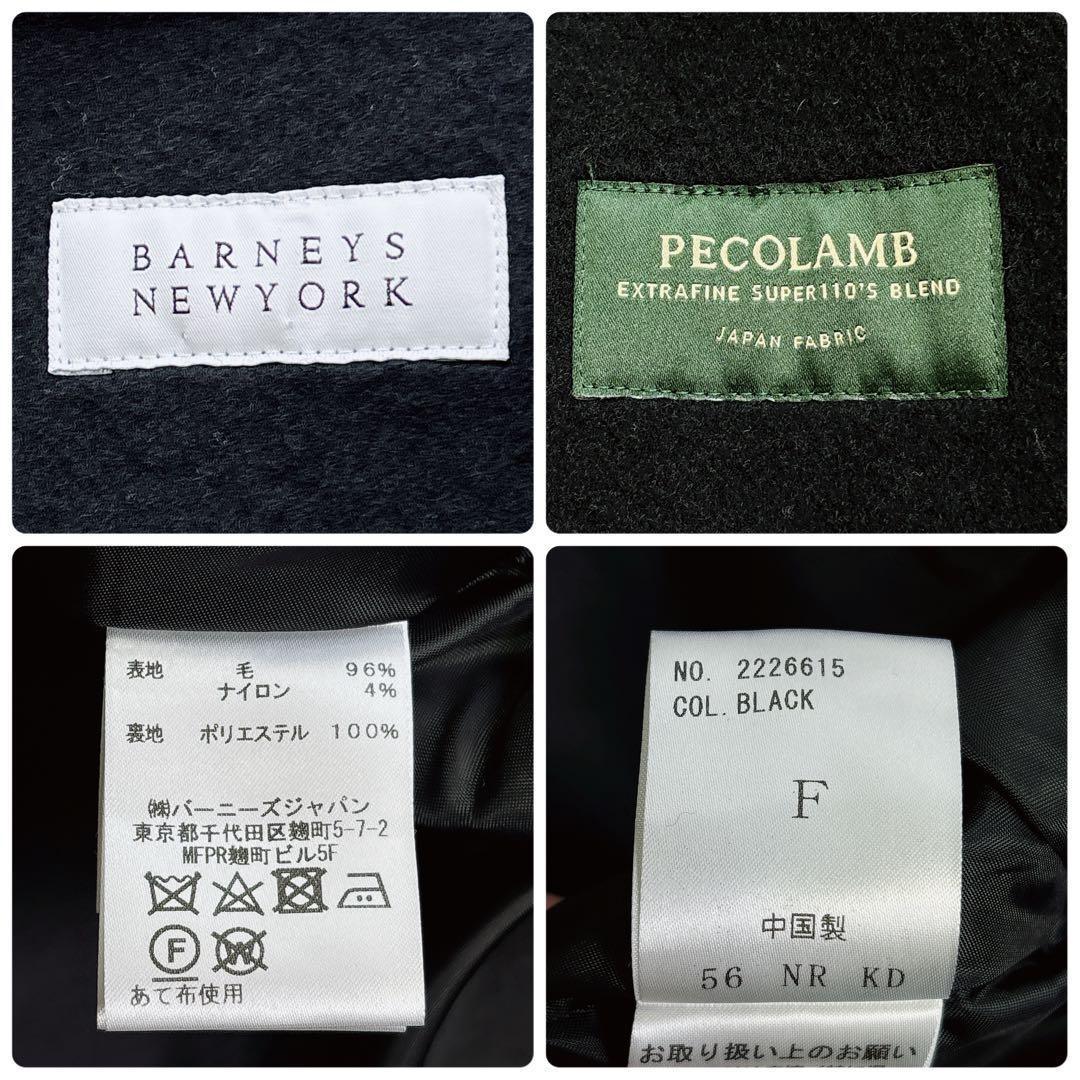 BARNEYS
NEWYORK
PECOLAMB
EXTRAFINE SUPER110'S BLEND
JAPAN FABRIC
表地 毛 96%
ナイロン 4%
裏地 ポリエステル 100%
㈱バーニーズジャパン
東京都千代田区麹町5-7-2
MFPR麹町ビル5F
F W
あて布使用
NO. 2226615
COL. BLACK
F
中国製
56 NR KD
お取り扱い上のお願い